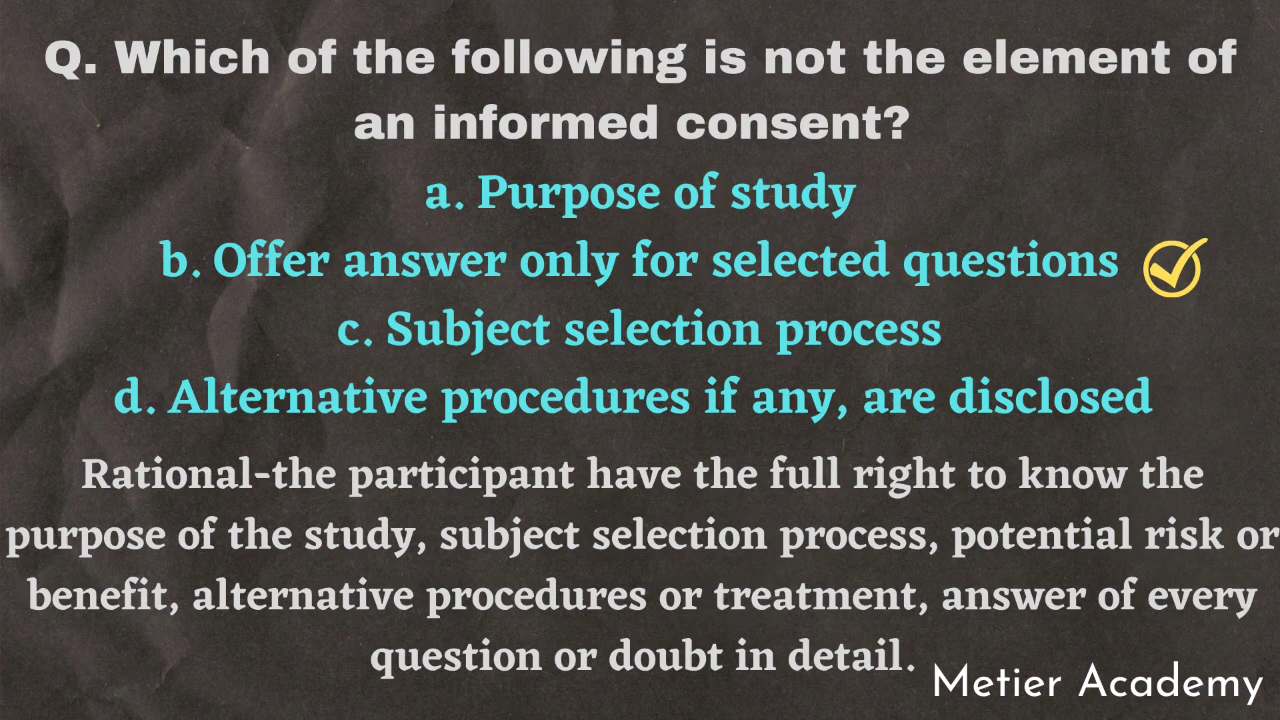 Q. Which of the following is not the element of
an informed consent?
a. Purpose of study
b. Offer answer only for selected questions
c. Subject selection process
d. Alternative procedures if any, are disclosed
Rational-the participant have the full right to know the
purpose of the study, subject selection process, potential risk or
benefit, alternative procedures or treatment, answer of every
question or doubt in detail.
Metier Academy